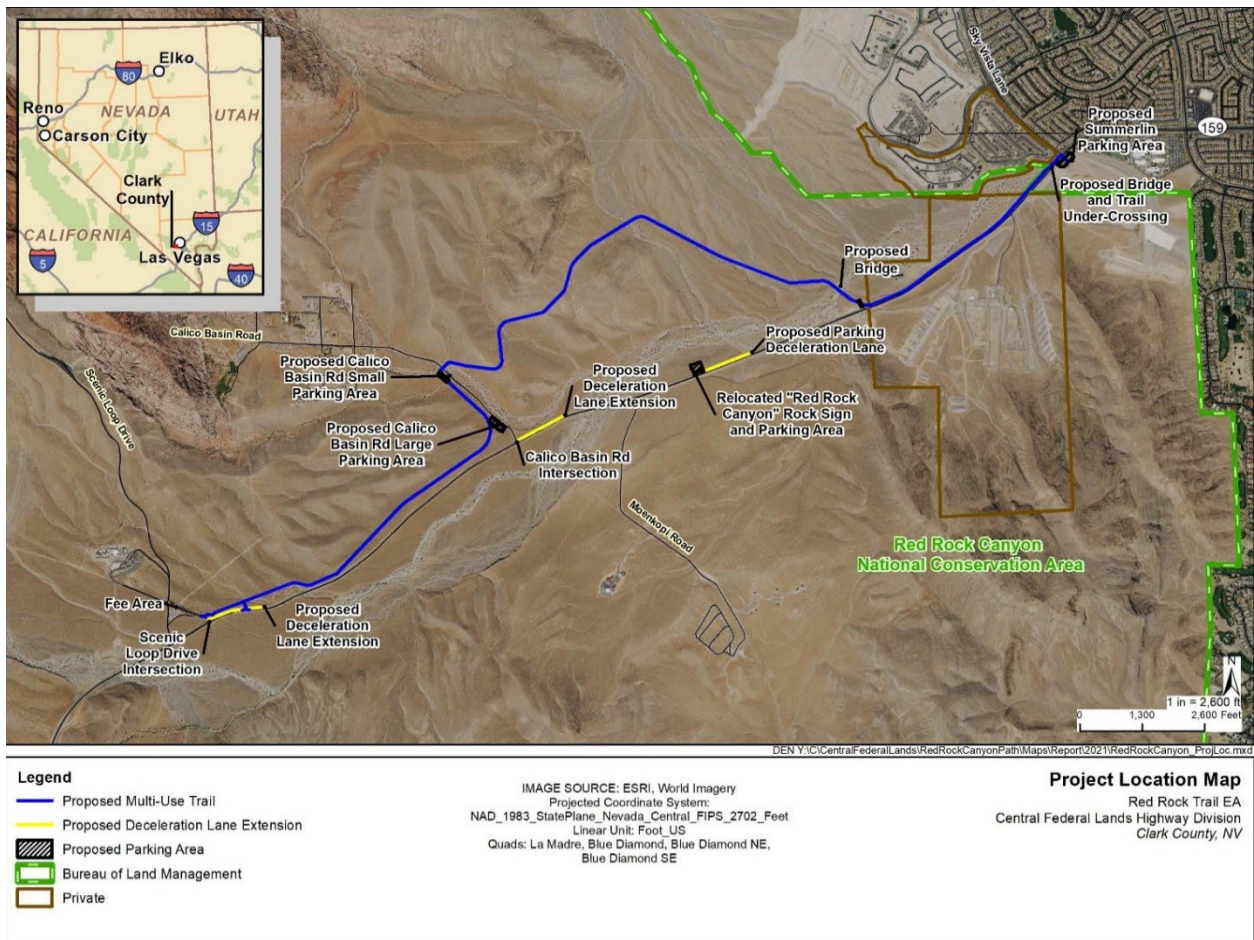 Elko
80
Reno
NEVADA
UTAH
Carson City
Clark
County
15
CALIFORNIA
Las Vegas
5
40
Sky Vista Lane
Proposed
Summerlin
Parking Area
159
Proposed Bridge
and Trail
Under-Crossing
Proposed
Bridge
Calico Basin Road
Proposed Calico
Basin Rd Small
Parking Area
Scenic Loop Drive
Proposed Parking
Deceleration Lane
Proposed
Deceleration
Lane Extension
Relocated "Red Rock
Canyon" Rock Sign
and Parking Area
Proposed Calico
Basin Rd Large
Parking Area
Calico Basin Rd
Intersection
Moenkopi Road
Red Rock Canyon
National Conservation Area
Fee Area
Scenic
Loop Drive
Intersection
Proposed
Deceleration
Lane Extension
N
1 in = 2,600 ft
0 1,300 2,600 Feet
DEN Y:\C\CentralFederalLands\RedRockCanyonPath\Maps\Report\2021\RedRockCanyon_ProjLoc.mxd
Legend
Proposed Multi-Use Trail
Proposed Deceleration Lane Extension
Proposed Parking Area
Bureau of Land Management
Private
IMAGE SOURCE: ESRI, World Imagery
Projected Coordinate System:
NAD_1983_StatePlane_Nevada_Central_FIPS_2702_Feet
Linear Unit: Foot_US
Quads: La Madre, Blue Diamond, Blue Diamond NE,
Blue Diamond SE
Project Location Map
Red Rock Trail EA
Central Federal Lands Highway Division
Clark County, NV